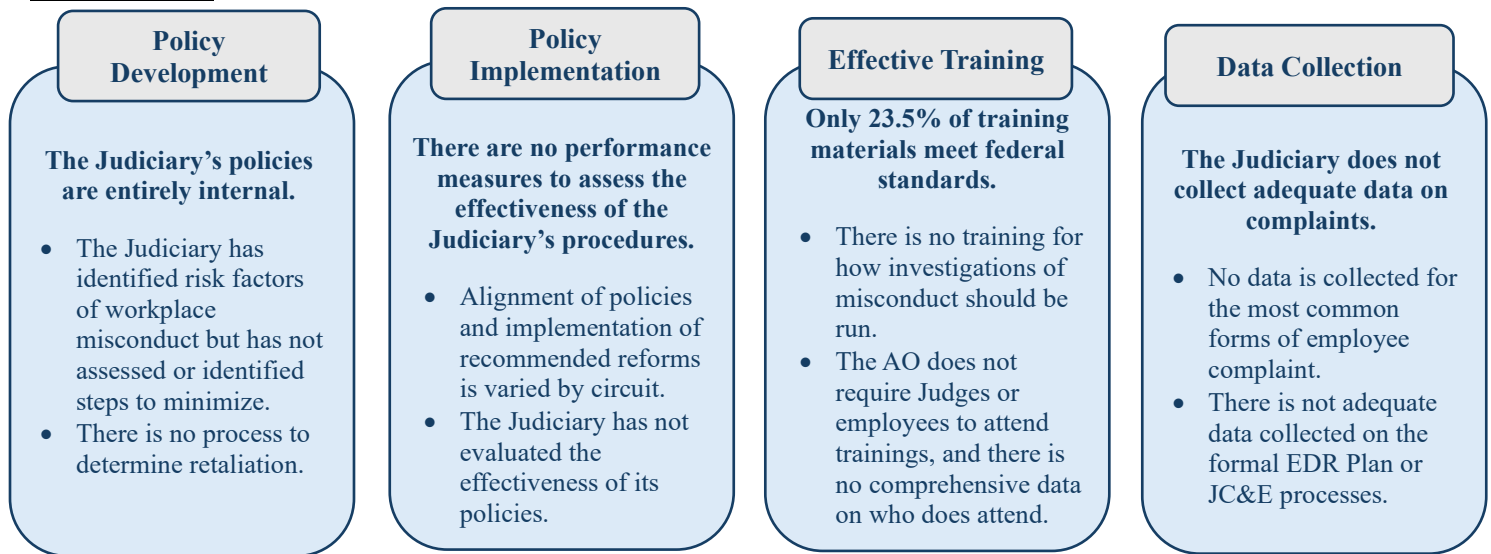 Policy
Development
The Judiciary's policies
are entirely internal.
• The Judiciary has
identified risk factors
of workplace
misconduct but has not
assessed or identified
steps to minimize.
• There is no process to
determine retaliation.
Policy
Implementation
There are no performance
measures to assess the
effectiveness of the
Judiciary's procedures.
• Alignment of policies
and implementation of
recommended reforms
is varied by circuit.
• The Judiciary has not
evaluated the
effectiveness of its
policies.
Effective Training
Only 23.5% of training
materials meet federal
standards.
• There is no training for
how investigations of
misconduct should be
run.
• The AO does not
require Judges or
employees to attend
trainings, and there is
no comprehensive data
on who does attend.
Data Collection
The Judiciary does not
collect adequate data on
complaints.
• No data is collected for
the most common
forms of employee
complaint.
• There is not adequate
data collected on the
formal EDR Plan or
JC&E processes.